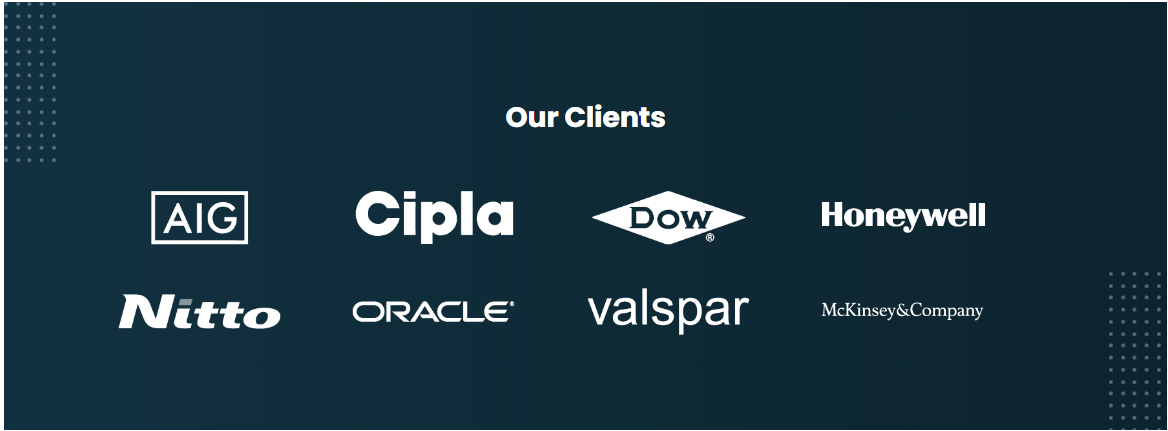 Our Clients
AIG
Cipla
Dow®
Honeywell
Nitto
ORACLE®
valspar
McKinsey&Company